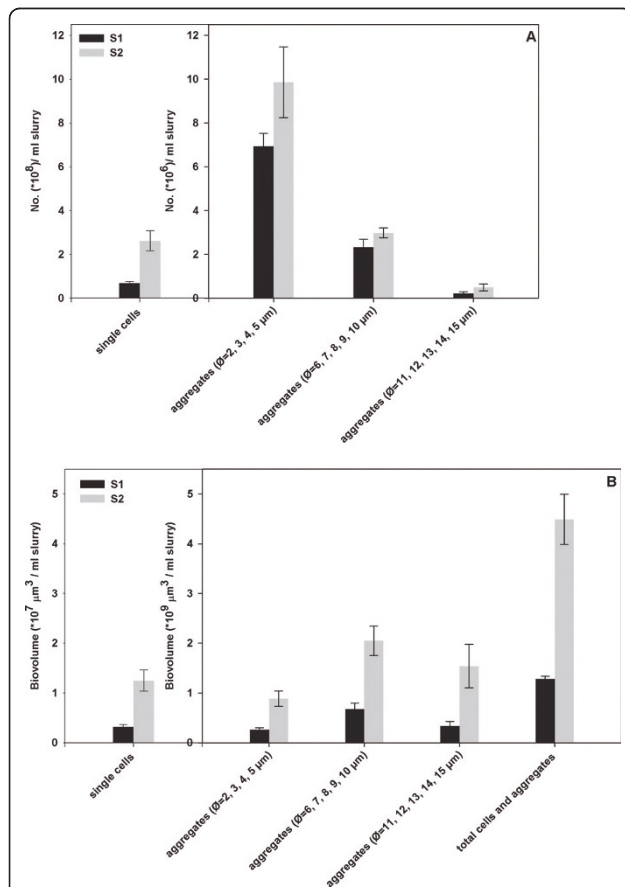 S1
S2
A
No. (*10⁸)/ ml slurry
12
10
8
6
4
2
0
No. (*10⁶)/ ml slurry
12
10
8
6
4
2
0
single cells
aggregates (Ø=2, 3, 4, 5 µm)
aggregates (Ø=6, 7, 8, 9, 10 µm)
aggregates (Ø=11, 12, 13, 14, 15 µm)
S1
S2
B
Biovolume (*10⁷ µm³ / ml slurry)
5
4
3
2
1
0
Biovolume (*10⁹ µm³ / ml slurry)
5
4
3
2
1
0
single cells
aggregates (Ø=2, 3, 4, 5 µm)
aggregates (Ø=6, 7, 8, 9, 10 µm)
aggregates (Ø=11, 12, 13, 14, 15 µm)
total cells and aggregates